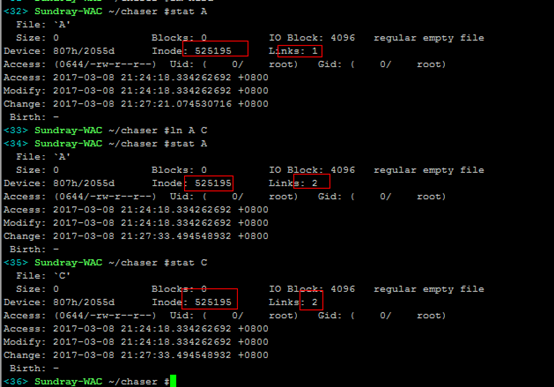 <32> Sundray-WAC ~/chaser #stat A
  File: `A'
  Size: 0               Blocks: 0          IO Block: 4096   regular empty file
Device: 807h/2055d      Inode: 525195      Links: 1
Access: (0644/-rw-r--r--)  Uid: (    0/    root)   Gid: (    0/    root)
Access: 2017-03-08 21:24:18.334262692 +0800
Modify: 2017-03-08 21:24:18.334262692 +0800
Change: 2017-03-08 21:27:21.074530716 +0800
 Birth: -
<33> Sundray-WAC ~/chaser #ln A C
<34> Sundray-WAC ~/chaser #stat A
  File: `A'
  Size: 0               Blocks: 0          IO Block: 4096   regular empty file
Device: 807h/2055d      Inode: 525195      Links: 2
Access: (0644/-rw-r--r--)  Uid: (    0/    root)   Gid: (    0/    root)
Access: 2017-03-08 21:24:18.334262692 +0800
Modify: 2017-03-08 21:24:18.334262692 +0800
Change: 2017-03-08 21:27:33.494548932 +0800
 Birth: -
<35> Sundray-WAC ~/chaser #stat C
  File: `C'
  Size: 0               Blocks: 0          IO Block: 4096   regular empty file
Device: 807h/2055d      Inode: 525195      Links: 2
Access: (0644/-rw-r--r--)  Uid: (    0/    root)   Gid: (    0/    root)
Access: 2017-03-08 21:24:18.334262692 +0800
Modify: 2017-03-08 21:24:18.334262692 +0800
Change: 2017-03-08 21:27:33.494548932 +0800
 Birth: -
<36> Sundray-WAC ~/chaser #